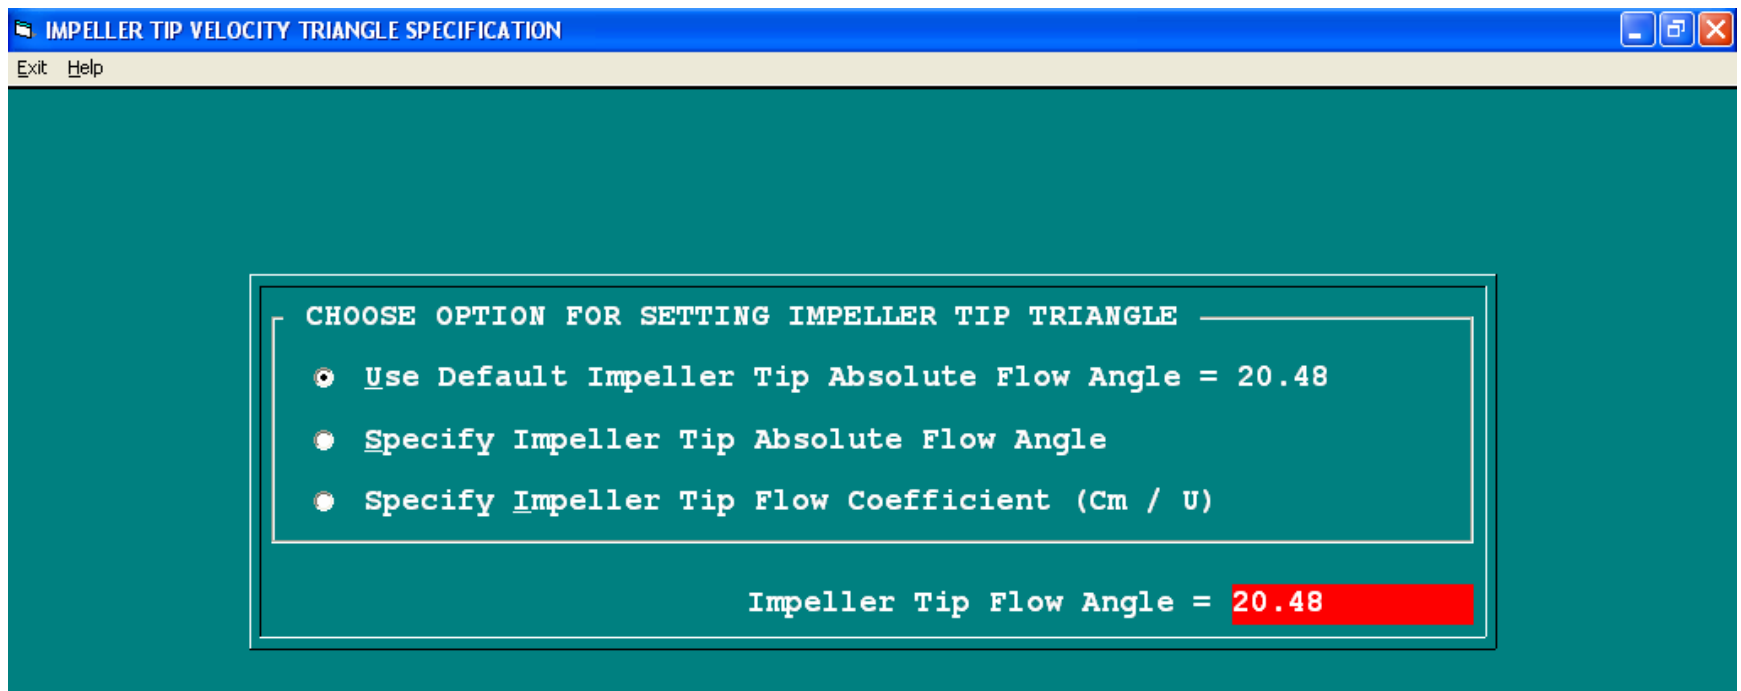 IMPELLER TIP VELOCITY TRIANGLE SPECIFICATION
Exit Help
CHOOSE OPTION FOR SETTING IMPELLER TIP TRIANGLE
Use Default Impeller Tip Absolute Flow Angle = 20.48
Specify Impeller Tip Absolute Flow Angle
Specify Impeller Tip Flow Coefficient (Cm / U)
Impeller Tip Flow Angle = 20.48